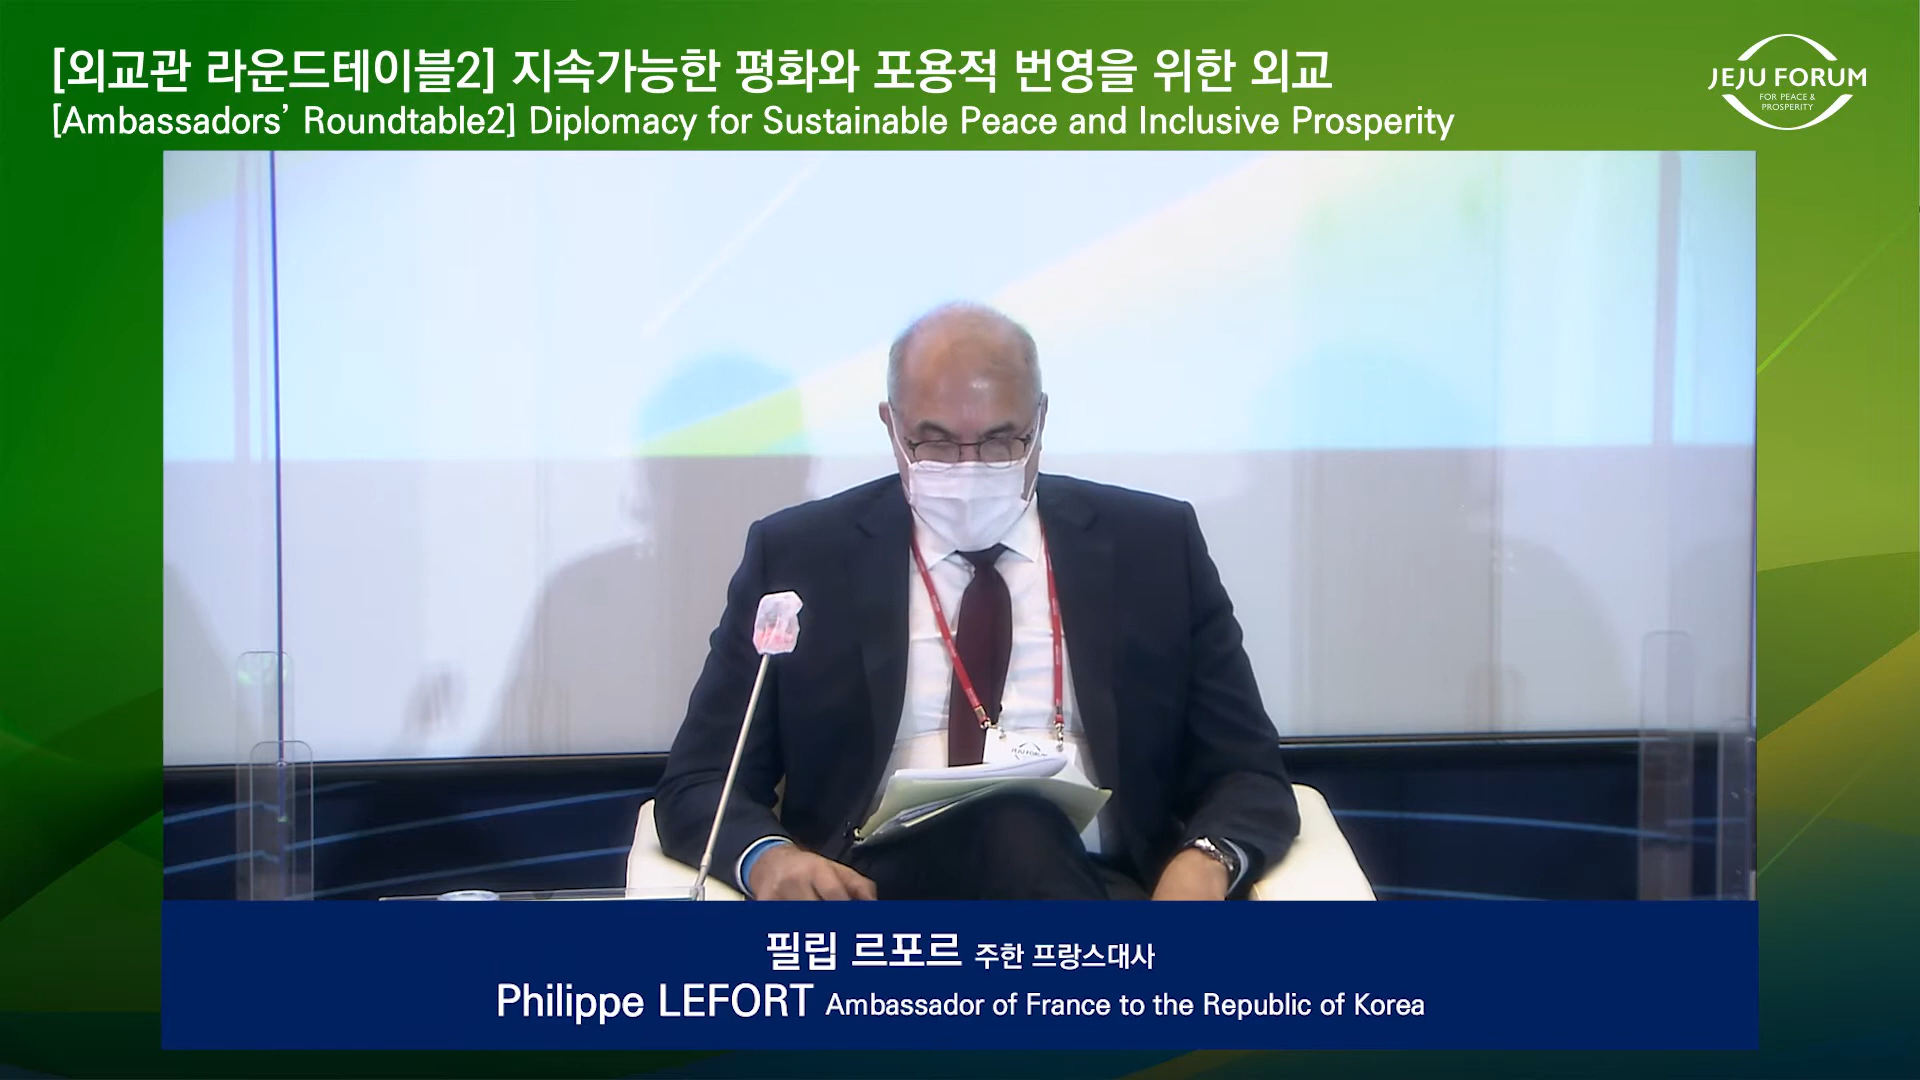 [외교관 라운드테이블2] 지속가능한 평화와 포용적 번영을 위한 외교
[Ambassadors’ Roundtable2] Diplomacy for Sustainable Peace and Inclusive Prosperity
JEJU FORUM
FOR PEACE &
PROSPERITY
JEJU FORUM
필립 르포르 주한 프랑스대사
Philippe LEFORT Ambassador of France to the Republic of Korea